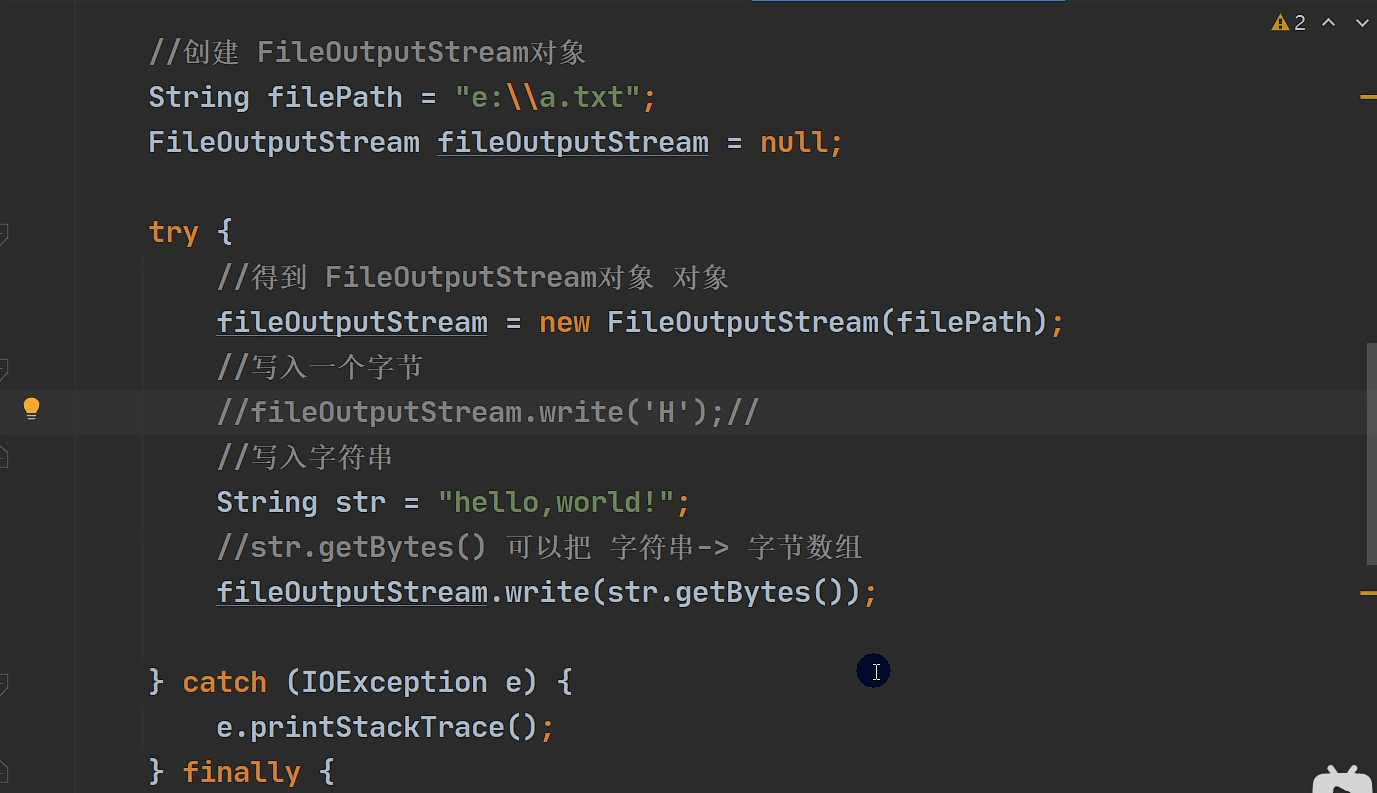 2
//创建 FileOutputStream对象
String filePath = "e:\\a.txt";
FileOutputStream fileOutputStream = null;
try {
//得到 FileOutputStream对象 对象
fileOutputStream = new FileOutputStream(filePath);
//写入一个字节
//fileOutputStream.write('H');//
//写入字符串
String str = "hello,world!";
//str.getBytes() 可以把 字符串-> 字节数组
fileOutputStream.write(str.getBytes());
} catch (IOException e) {
e.printStackTrace();
} finally {